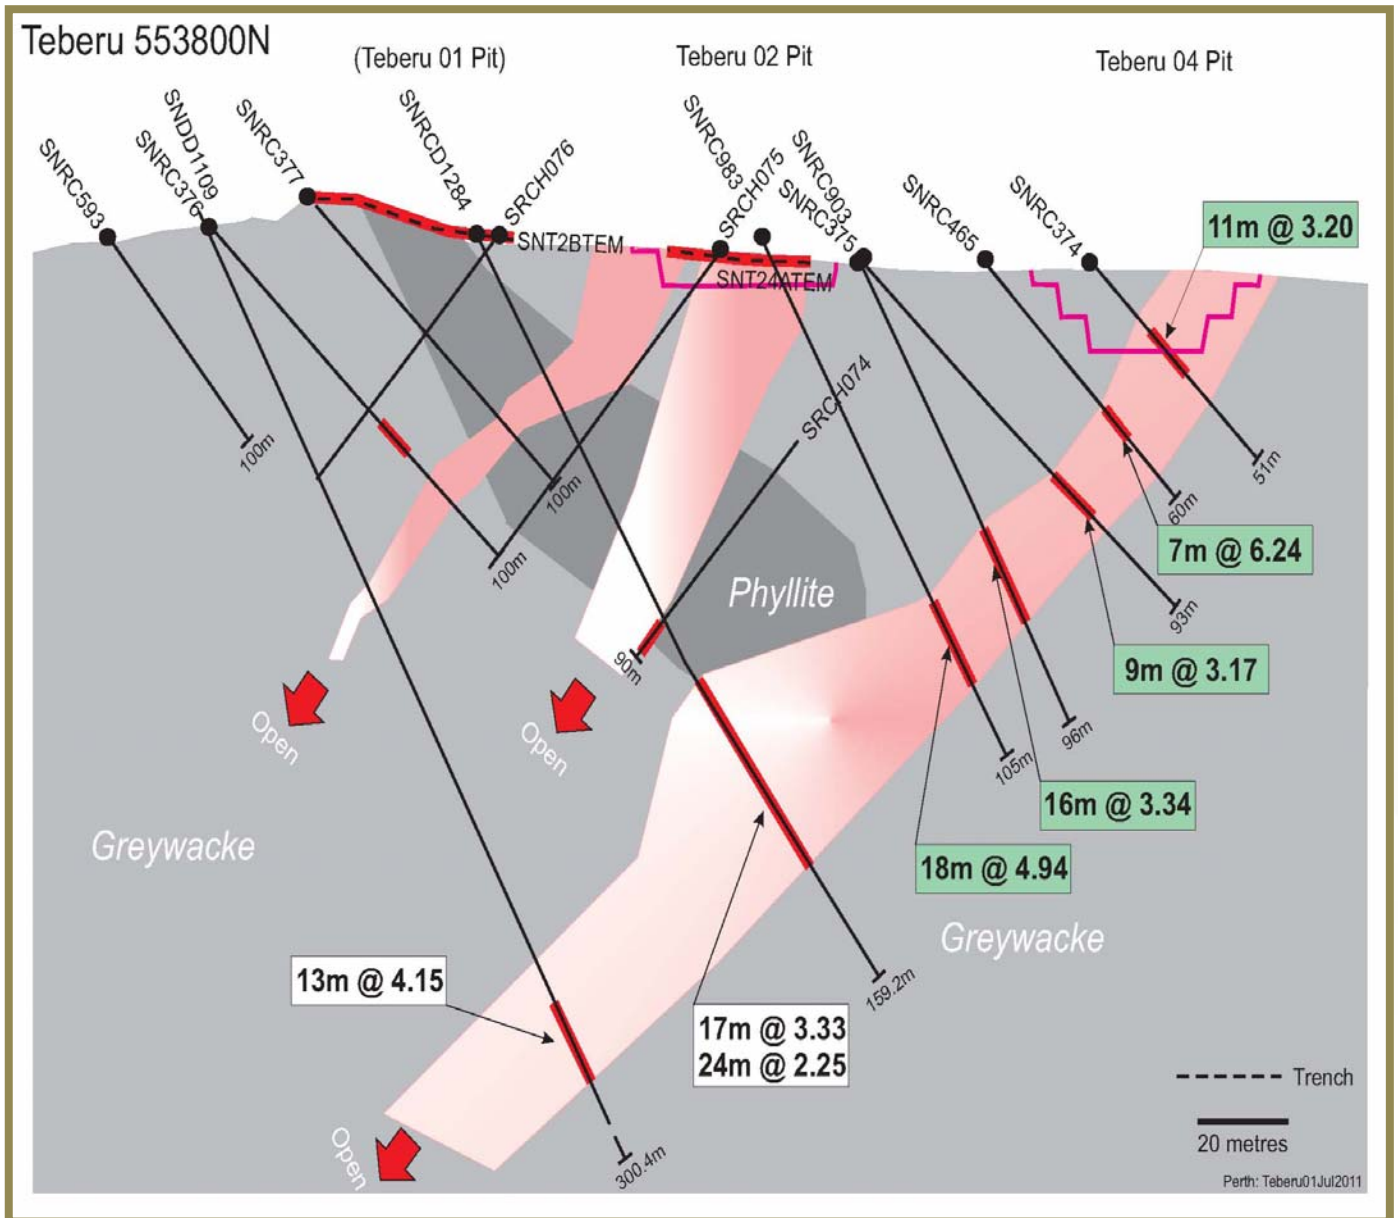 Teberu 553800N
(Teberu 01 Pit)
Teberu 02 Pit
Teberu 04 Pit
SNRC593
SNRC376
SNDD1109
SNRC377
SNRCD1284
SRCH076
SNRC983
SRCH075
SNRC903
SNRC375
SNRC465
SNRC374
11m @ 3.20
SNT2BTEM
SNT24ATEM
SRCH074
100m
100m
100m
51m
60m
7m @ 6.24
Phyllite
93m
90m
9m @ 3.17
Open
Open
96m
105m
16m @ 3.34
Greywacke
18m @ 4.94
Greywacke
13m @ 4.15
159.2m
17m @ 3.33
24m @ 2.25
Trench
20 metres
Open
300.4m
Perth: Teberu01Jul2011